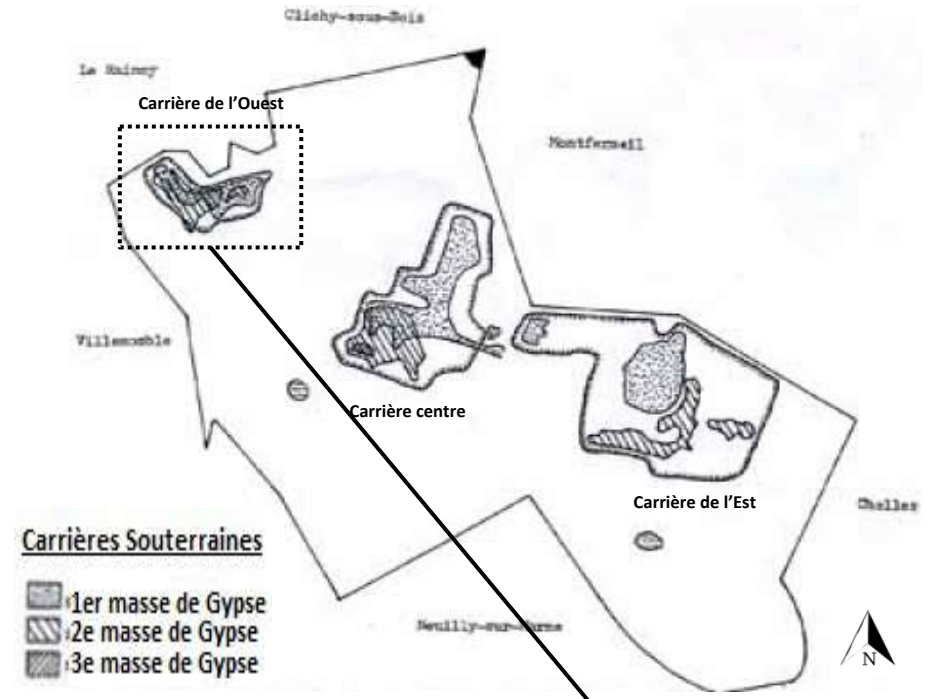 Clichy-sous-Bois
Le Raincy
Carrière de l’Ouest
Montfermeil
Villemomble
Carrière centre
Carrière de l’Est
Chelles
Carrières Souterraines
1er masse de Gypse
2e masse de Gypse
3e masse de Gypse
Neuilly-sur-Marne
N